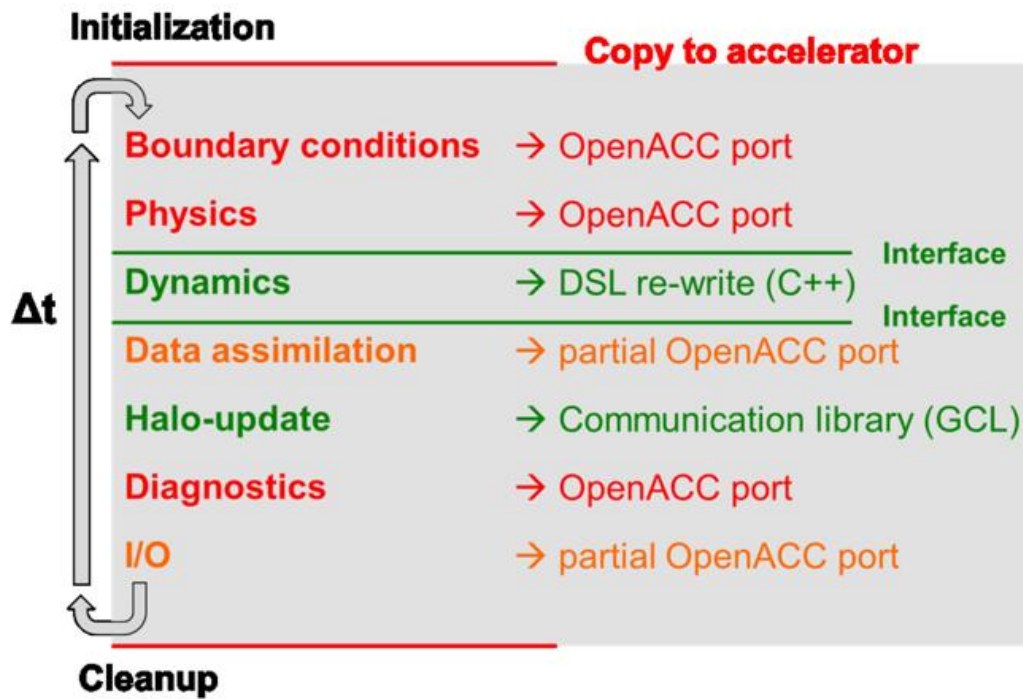 Initialization
Copy to accelerator
Boundary conditions → OpenACC port
Physics → OpenACC port
Interface
Dynamics → DSL re-write (C++)
Δt
Interface
Data assimilation → partial OpenACC port
Halo-update → Communication library (GCL)
Diagnostics → OpenACC port
I/O → partial OpenACC port
Cleanup